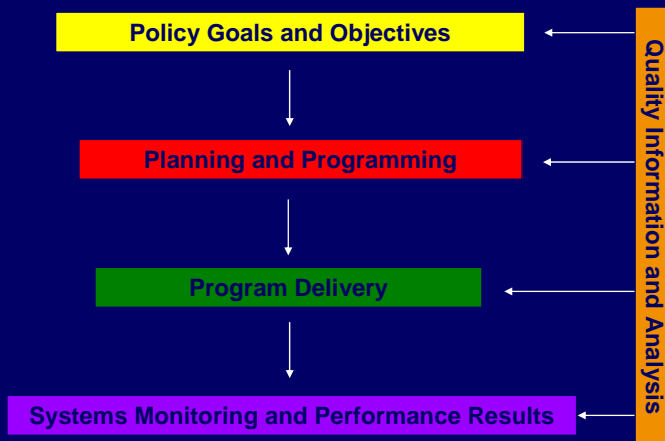 Policy Goals and Objectives
Planning and Programming
Program Delivery
Systems Monitoring and Performance Results
Quality Information and Analysis